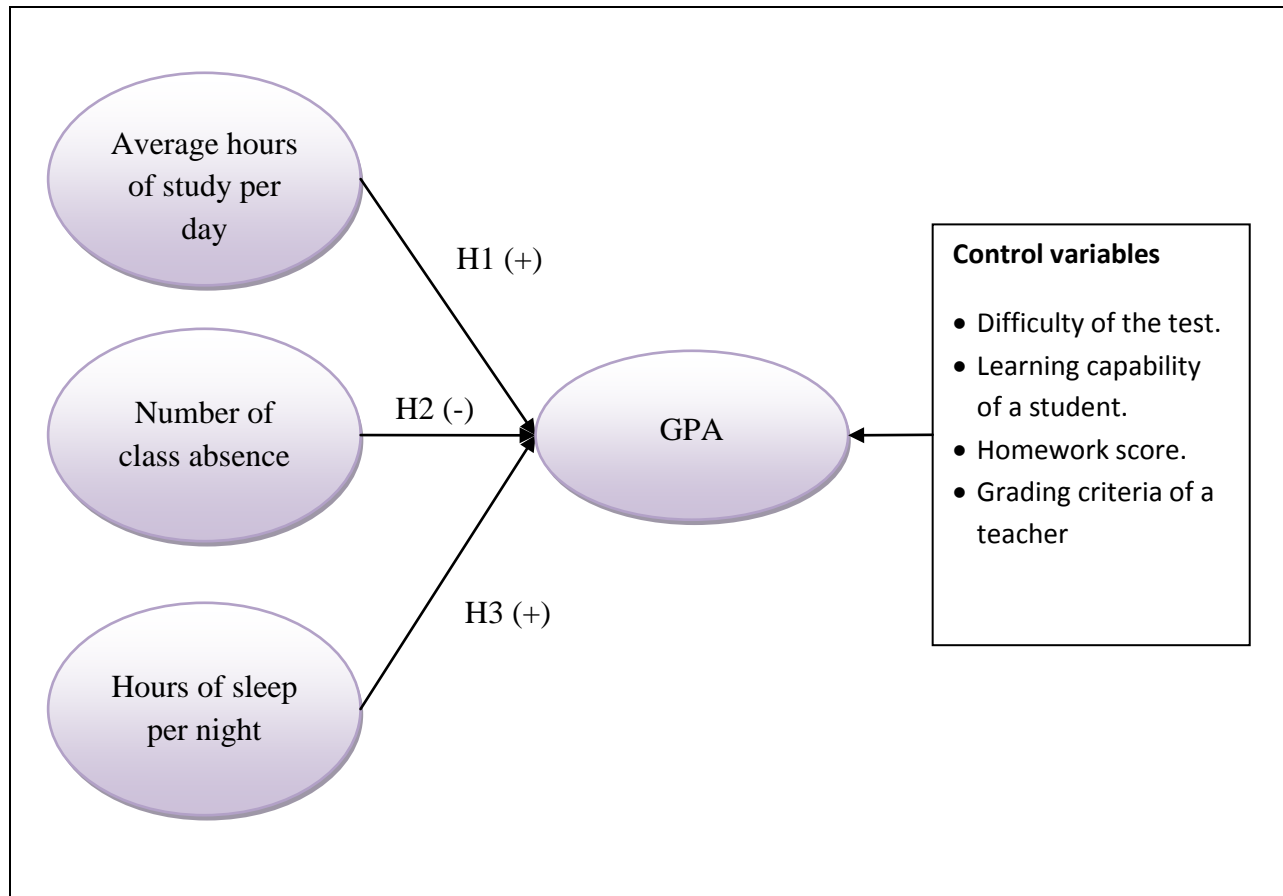 Average hours
of study per
day
H1 (+)
Number of
class absence
H2 (-)
Hours of sleep
per night
H3 (+)
GPA
Control variables
• Difficulty of the test.
• Learning capability
of a student.
• Homework score.
• Grading criteria of a
teacher